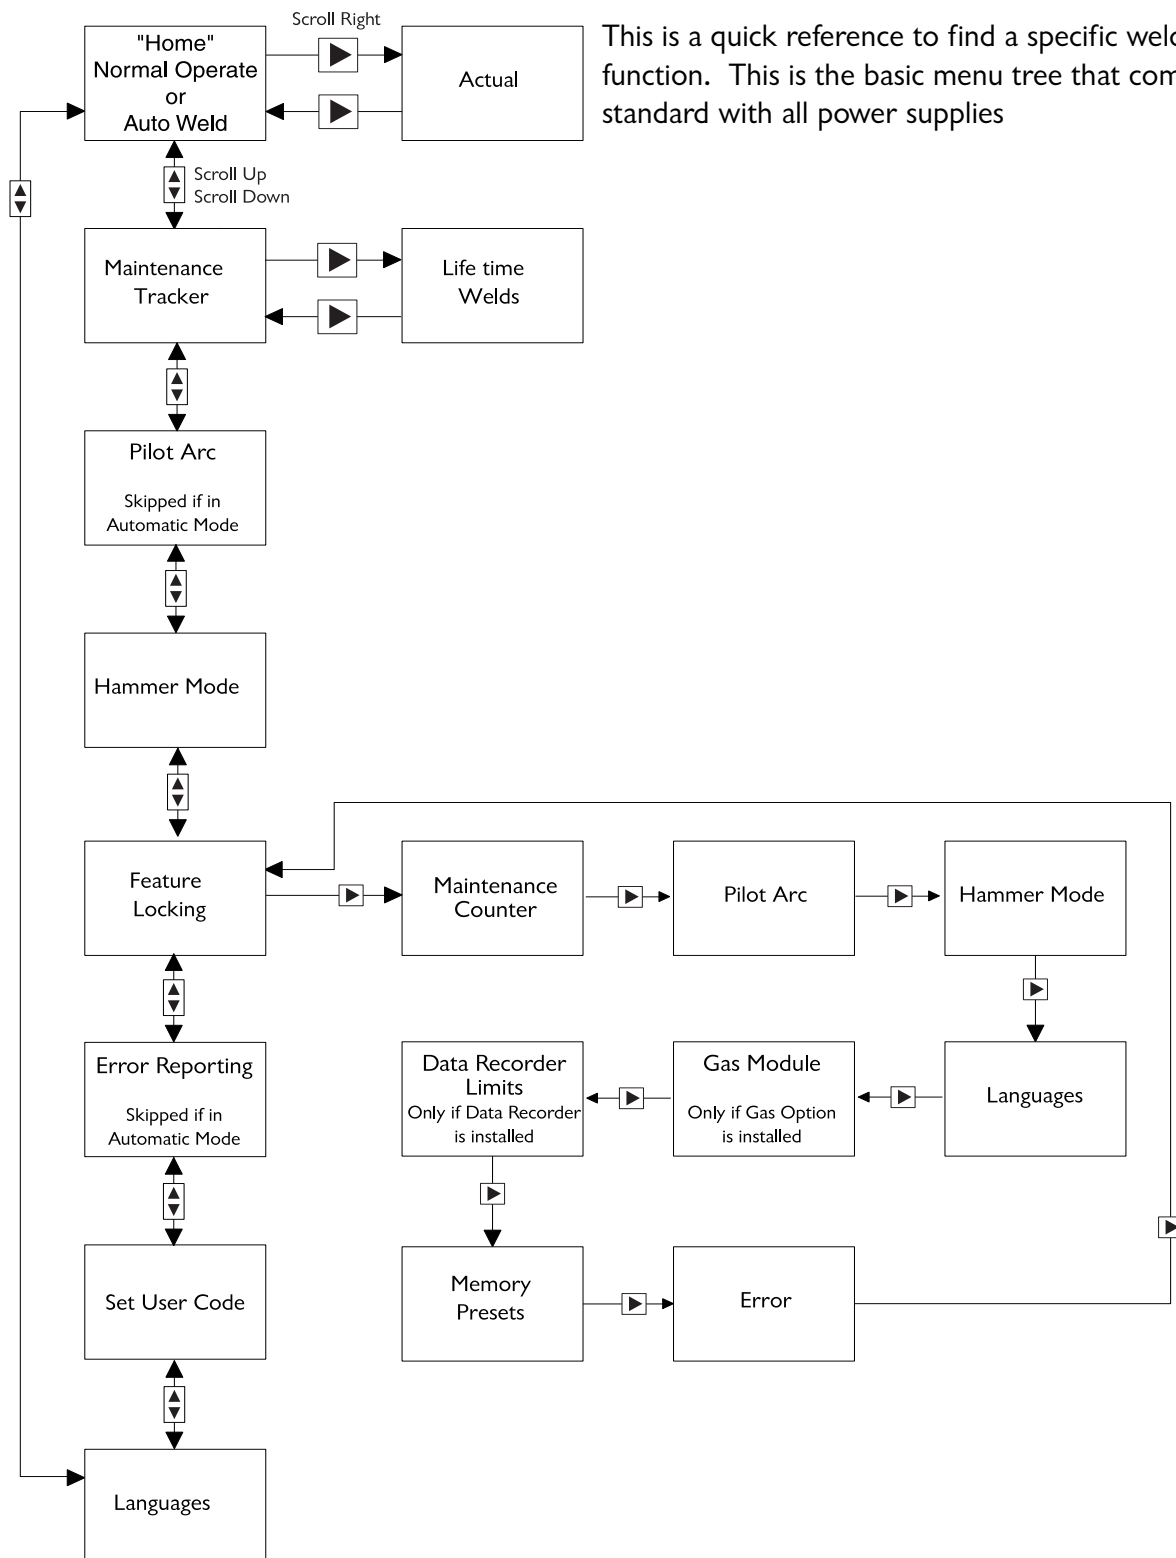 Scroll Right
"Home"
Normal Operate
or
Auto Weld
Actual
This is a quick reference to find a specific
function. This is the basic menu tree that
standard with all power supplies
Scroll Up
Scroll Down
Maintenance
Tracker
Life time
Welds
Pilot Arc
Skipped if in
Automatic Mode
Hammer Mode
Feature
Locking
Maintenance
Counter
Pilot Arc
Hammer Mode
Error Reporting
Skipped if in
Automatic Mode
Data Recorder
Limits
Only if Data Recorder
is installed
Gas Module
Only if Gas Option
is installed
Languages
Set User Code
Memory
Presets
Error
Languages